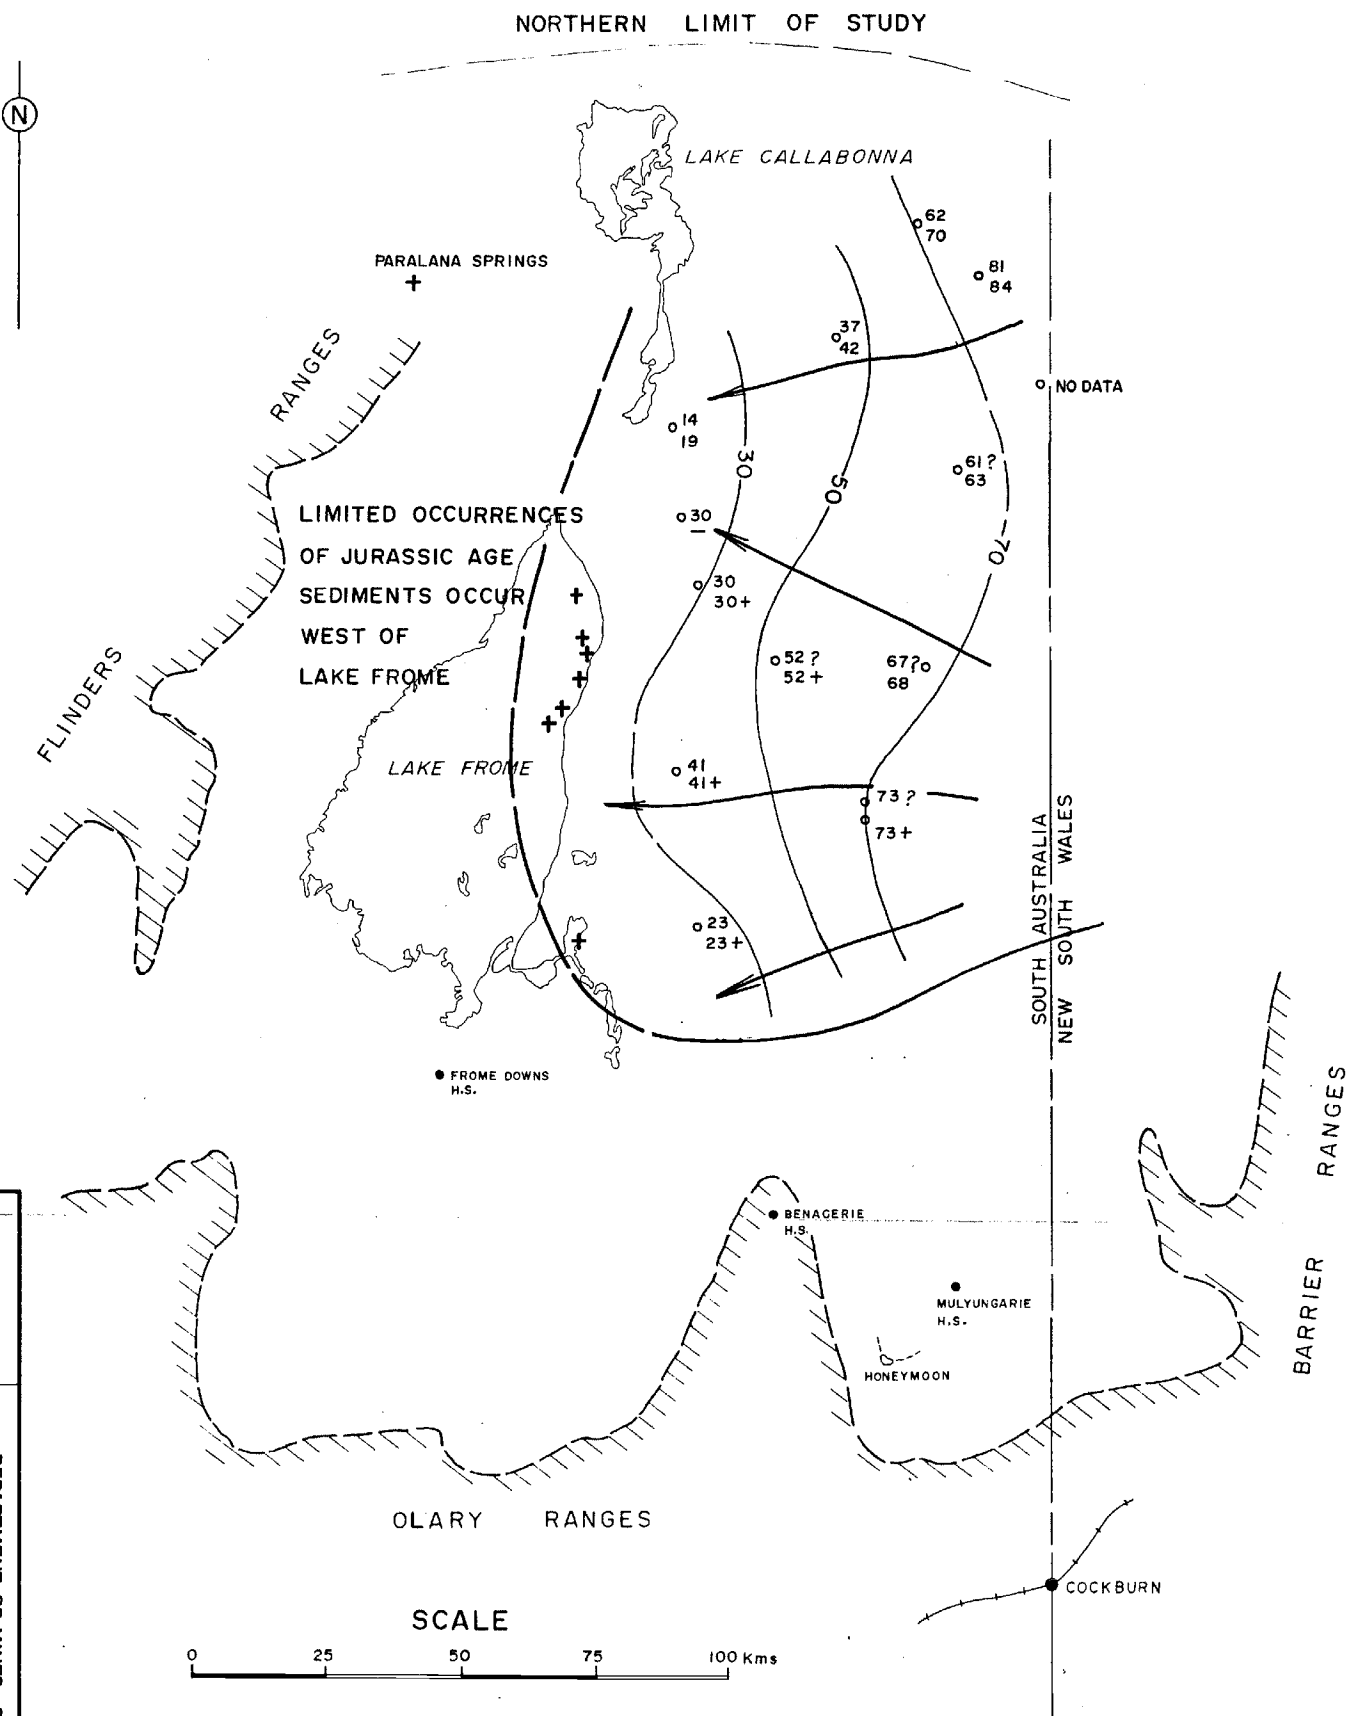 NORTHERN LIMIT OF STUDY
N
LAKE CALLABONNA
62
70
PARALANA SPRINGS
81
84
37
42
RANGES
NO DATA
14
19
30
61?
63
50
LIMITED OCCURRENCES
OF JURASSIC AGE
SEDIMENTS OCCUR
WEST OF
LAKE FROME
30
—
70
30
30+
FLINDERS
52?
52+
67?
68
LAKE FROME
41
41+
73?
73+
SOUTH AUSTRALIA
NEW SOUTH WALES
23
23+
FROME DOWNS
H.S.
RANGES
BENAGERIE
H.S.
BARRIER
MULYUNGARIE
H.S.
HONEYMOON
OLARY RANGES
COCKBURN
SCALE
0 25 50 75 100 Kms